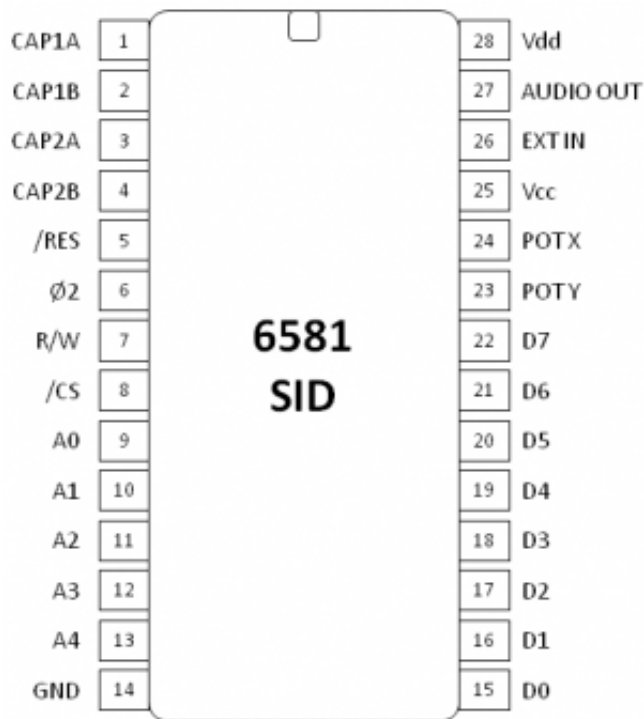 CAP1A 1 28 Vdd
CAP1B 2 27 AUDIO OUT
CAP2A 3 26 EXT IN
CAP2B 4 25 Vcc
/RES 5 24 POTX
Ø2 6 23 POTY
R/W 7 22 D7
6581
/CS 8 21 D6
SID
A0 9 20 D5
A1 10 19 D4
A2 11 18 D3
A3 12 17 D2
A4 13 16 D1
GND 14 15 D0